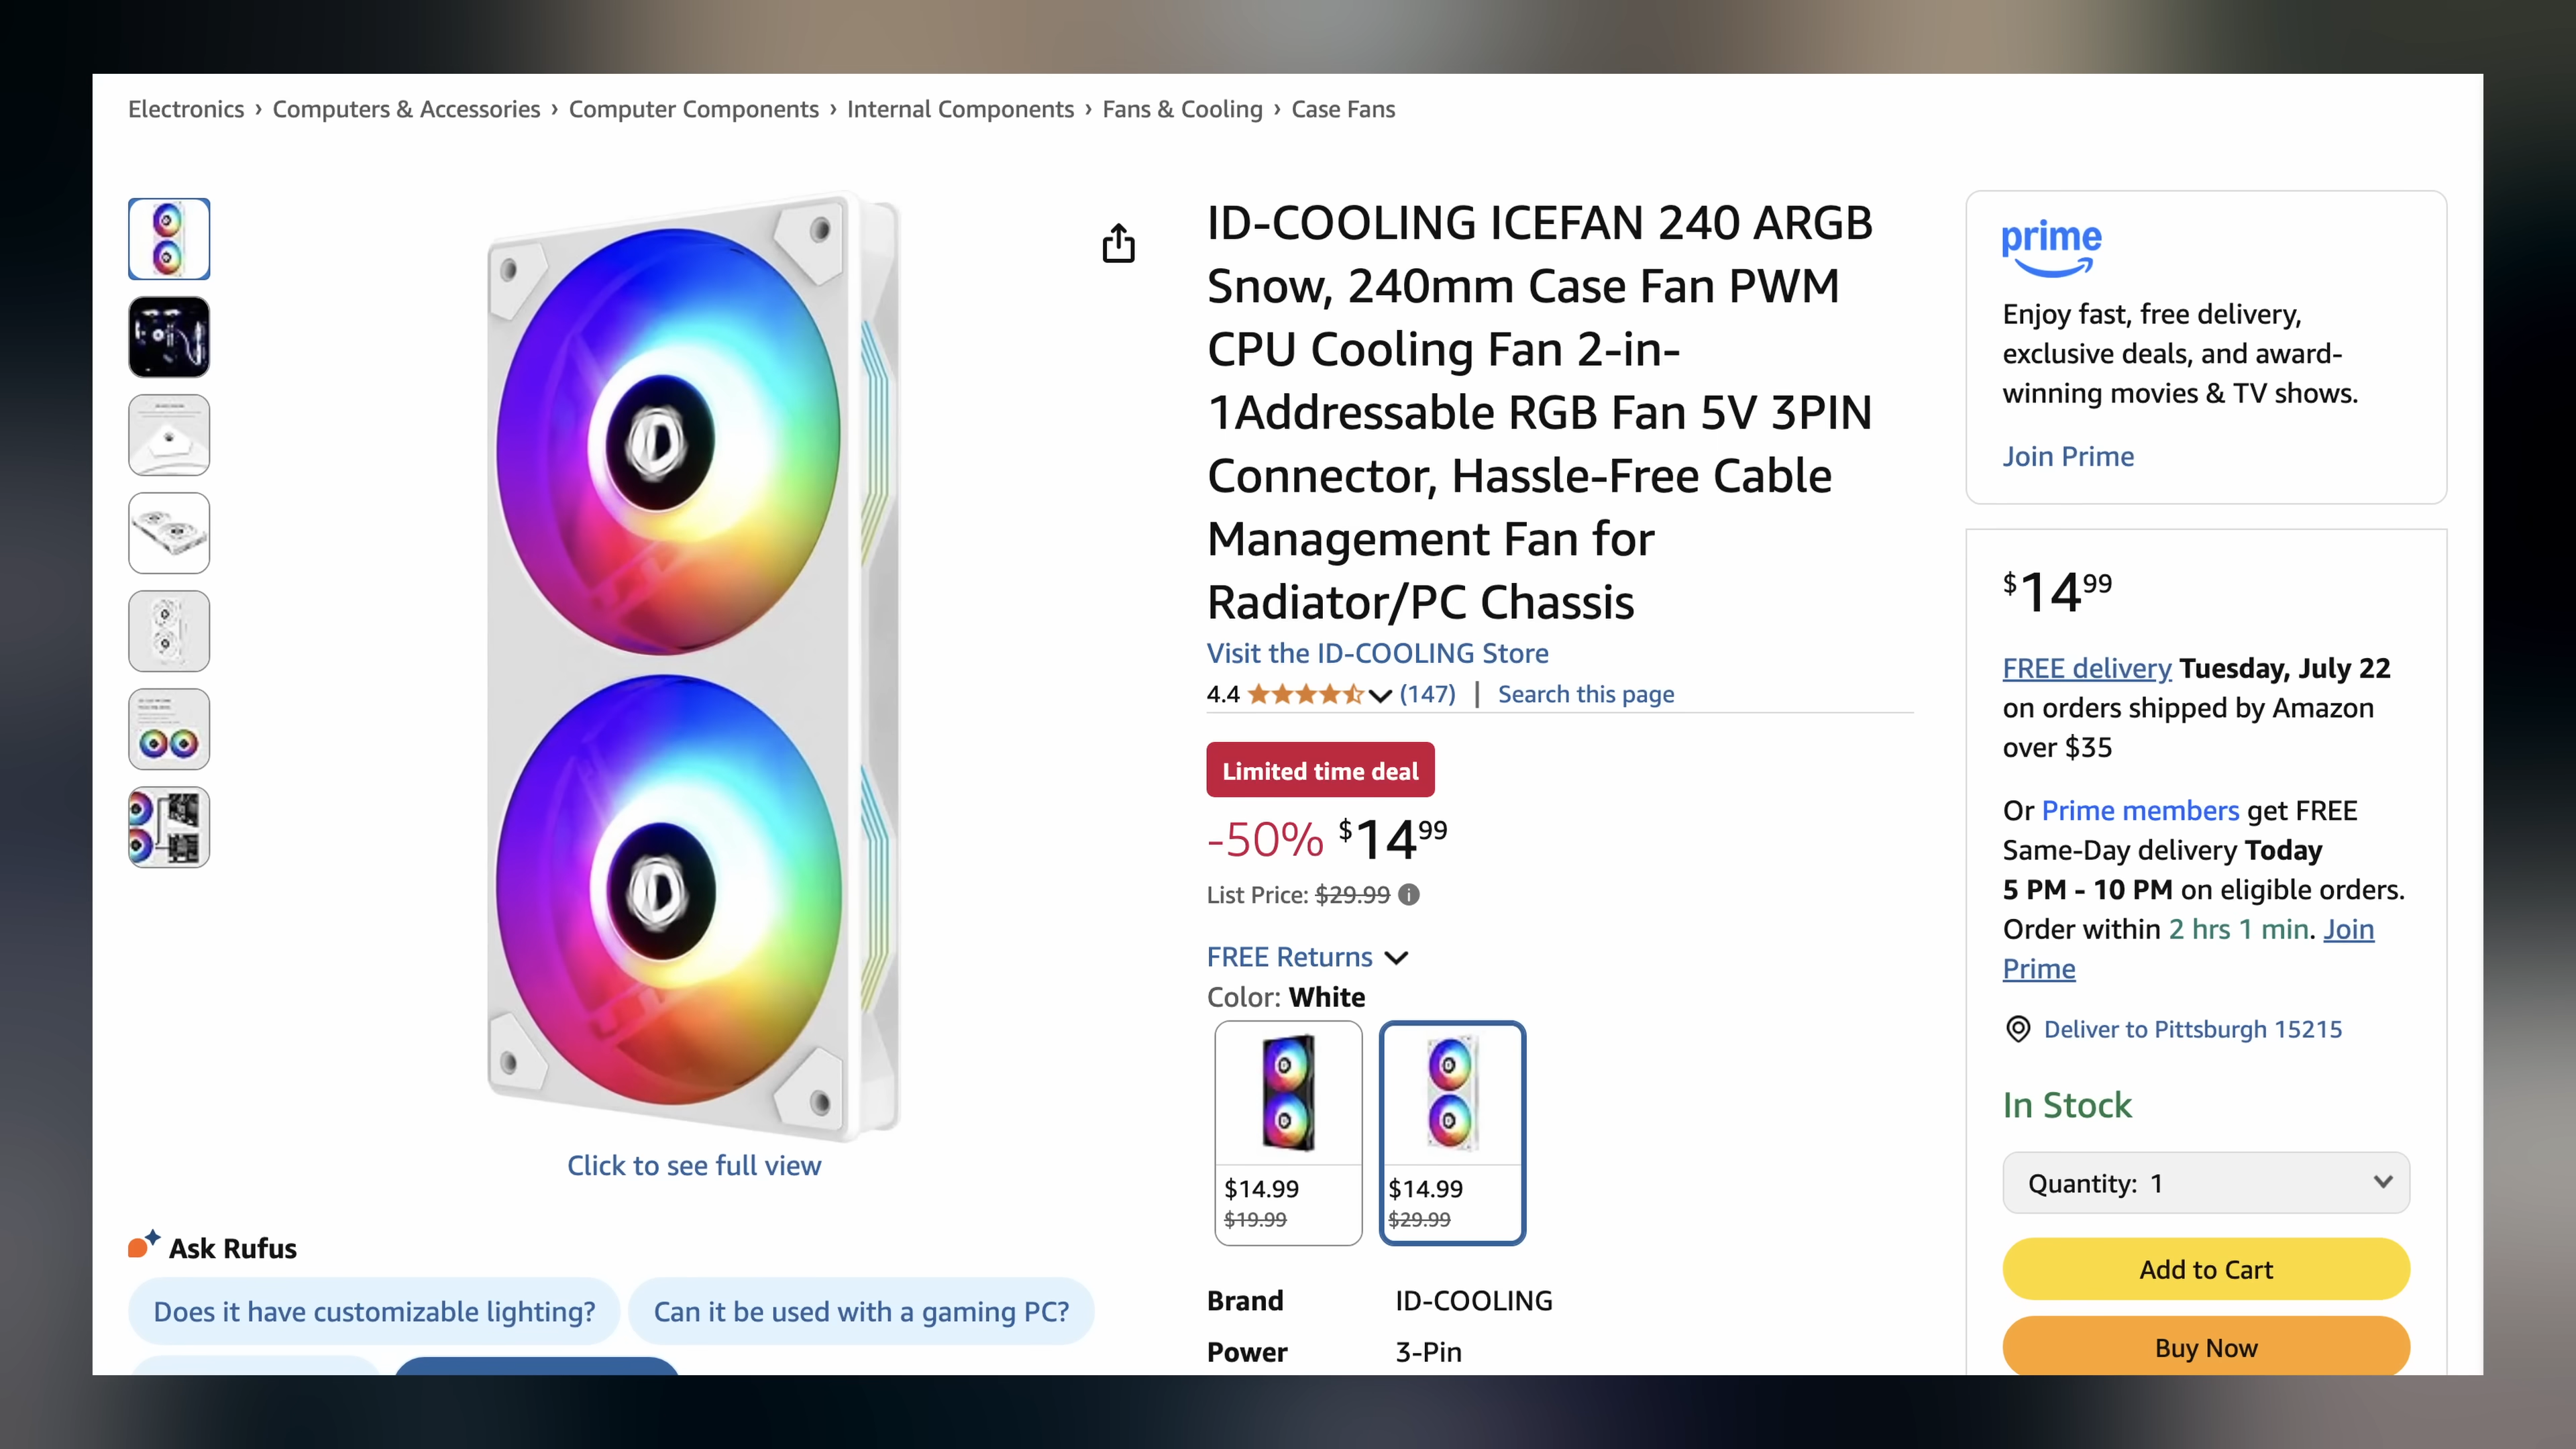 Electronics › Computers & Accessories › Computer Components › Internal Components › Fans & Cooling › Case Fans
ID-COOLING ICEFAN 240 ARGB
Snow, 240mm Case Fan PWM
CPU Cooling Fan 2-in-
1Addressable RGB Fan 5V 3PIN
Connector, Hassle-Free Cable
Management Fan for
Radiator/PC Chassis
Visit the ID-COOLING Store
4.4 (147) | Search this page
Limited time deal
-50% $14.99
List Price: $29.99
FREE Returns
Color: White
$14.99
$19.99
$14.99
$29.99
Brand ID-COOLING
Power 3-Pin
Click to see full view
Ask Rufus
Does it have customizable lighting?
Can it be used with a gaming PC?
prime
Enjoy fast, free delivery,
exclusive deals, and award-
winning movies & TV shows.
Join Prime
$14.99
FREE delivery Tuesday, July 22
on orders shipped by Amazon
over $35
Or Prime members get FREE
Same-Day delivery Today
5 PM - 10 PM on eligible orders.
Order within 2 hrs 1 min. Join
Prime
Deliver to Pittsburgh 15215
In Stock
Quantity: 1
Add to Cart
Buy Now